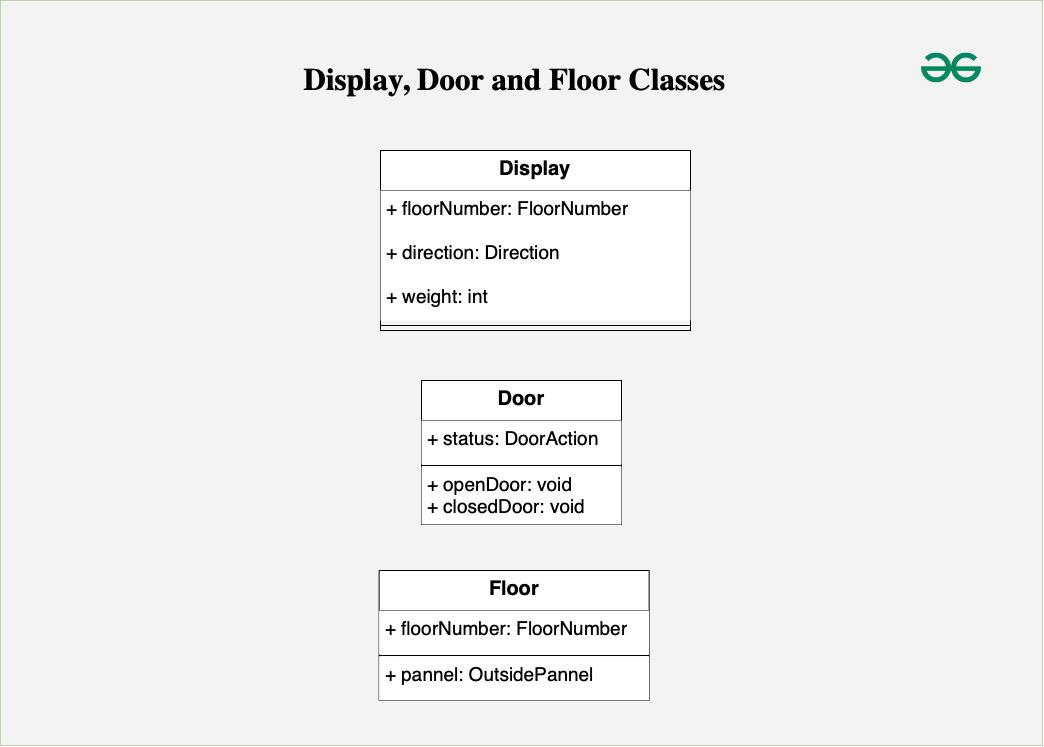 Display, Door and Floor Classes
Display
+ floorNumber: FloorNumber
+ direction: Direction
+ weight: int
Door
+ status: DoorAction
+ openDoor: void
+ closedDoor: void
Floor
+ floorNumber: FloorNumber
+ pannel: OutsidePannel